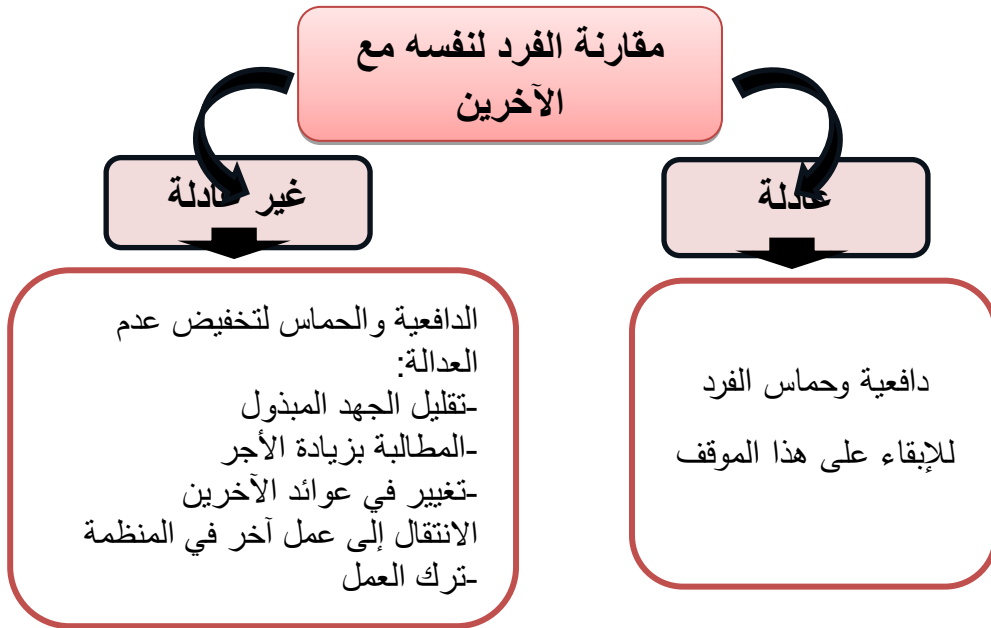 مقارنة الفرد لنفسه مع
الآخرين
عادلة
غير عادلة
دافعية وحماس الفرد
للإبقاء على هذا الموقف
الدافعية والحماس لتخفيض عدم
العدالة:
-تقليل الجهد المبذول
-المطالبة بزيادة الأجر
-تغيير في عوائد الآخرين
الانتقال إلى عمل آخر في المنظمة
-ترك العمل